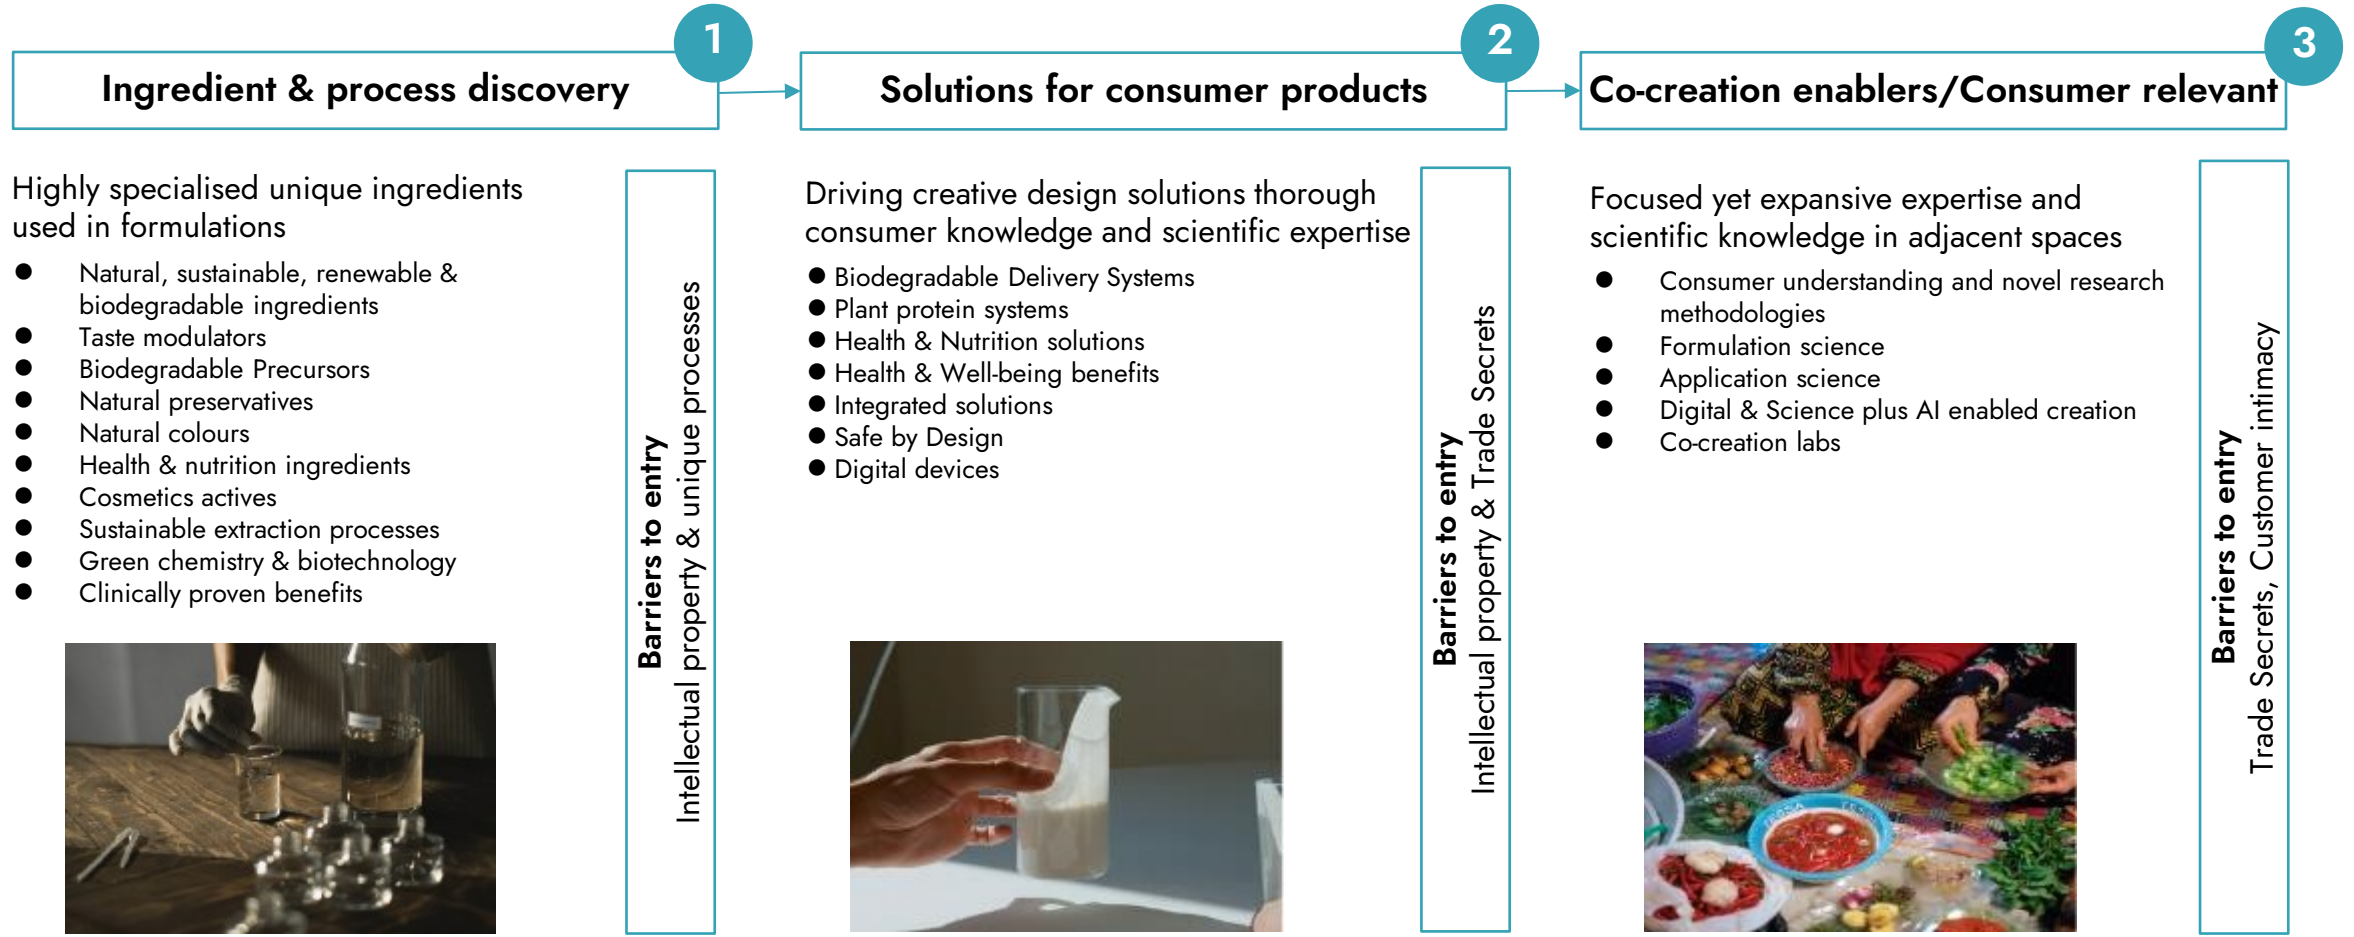 1
Ingredient & process discovery
Highly specialised unique ingredients
used in formulations
● Natural, sustainable, renewable &
biodegradable ingredients
● Taste modulators
● Biodegradable Precursors
● Natural preservatives
● Natural colours
● Health & nutrition ingredients
● Cosmetics actives
● Sustainable extraction processes
● Green chemistry & biotechnology
● Clinically proven benefits
Barriers to entry
Intellectual property & unique processes
2
Solutions for consumer products
Driving creative design solutions thorough
consumer knowledge and scientific expertise
● Biodegradable Delivery Systems
● Plant protein systems
● Health & Nutrition solutions
● Health & Well-being benefits
● Integrated solutions
● Safe by Design
● Digital devices
Barriers to entry
Intellectual property & Trade Secrets
3
Co-creation enablers/Consumer relevant
Focused yet expansive expertise and
scientific knowledge in adjacent spaces
● Consumer understanding and novel research
methodologies
● Formulation science
● Application science
● Digital & Science plus AI enabled creation
● Co-creation labs
Barriers to entry
Trade Secrets, Customer intimacy